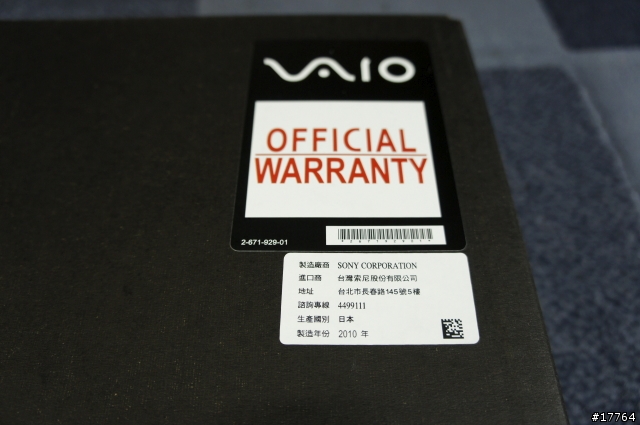 VAIO
OFFICIAL
WARRANTY
2-671-929-01
製造廠商 SONY CORPORATION
進口商 台灣索尼股份有限公司
地址 台北市長春路145號5樓
諮詢專線 4499111
生產國別 日本
製造年份 2010 年
#17764